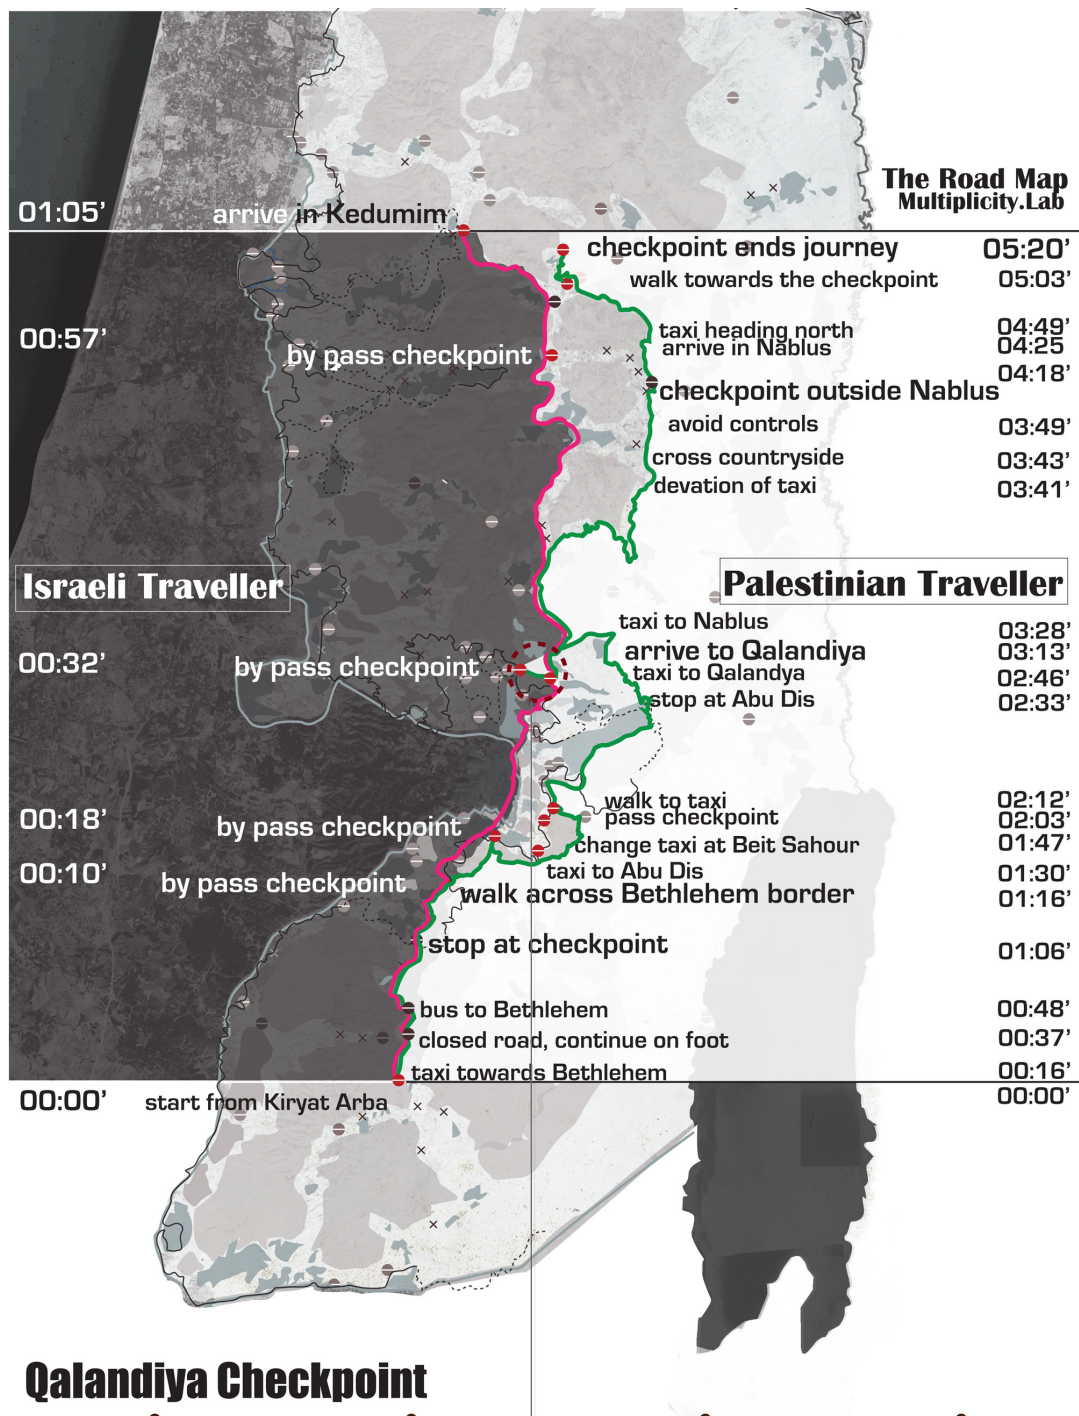 The Road Map
Multiplicity.Lab
01:05’
arrive in Kedumim
checkpoint ends journey 05:20’
walk towards the checkpoint 05:03’
00:57’
by pass checkpoint
taxi heading north 04:49’
arrive in Nablus 04:25
04:18’
checkpoint outside Nablus
avoid controls 03:49’
cross countryside 03:43’
devation of taxi 03:41’
Israeli Traveller
Palestinian Traveller
taxi to Nablus 03:28’
arrive to Qalandiya 03:13’
00:32’
by pass checkpoint
taxi to Qalandya 02:46’
stop at Abu Dis 02:33’
walk to taxi 02:12’
pass checkpoint 02:03’
00:18’
by pass checkpoint
change taxi at Beit Sahour 01:47’
00:10’
by pass checkpoint
taxi to Abu Dis 01:30’
walk across Bethlehem border 01:16’
stop at checkpoint 01:06’
bus to Bethlehem 00:48’
closed road, continue on foot 00:37’
taxi towards Bethlehem 00:16’
00:00’
start from Kiryat Arba
00:00’
Qalandiya Checkpoint